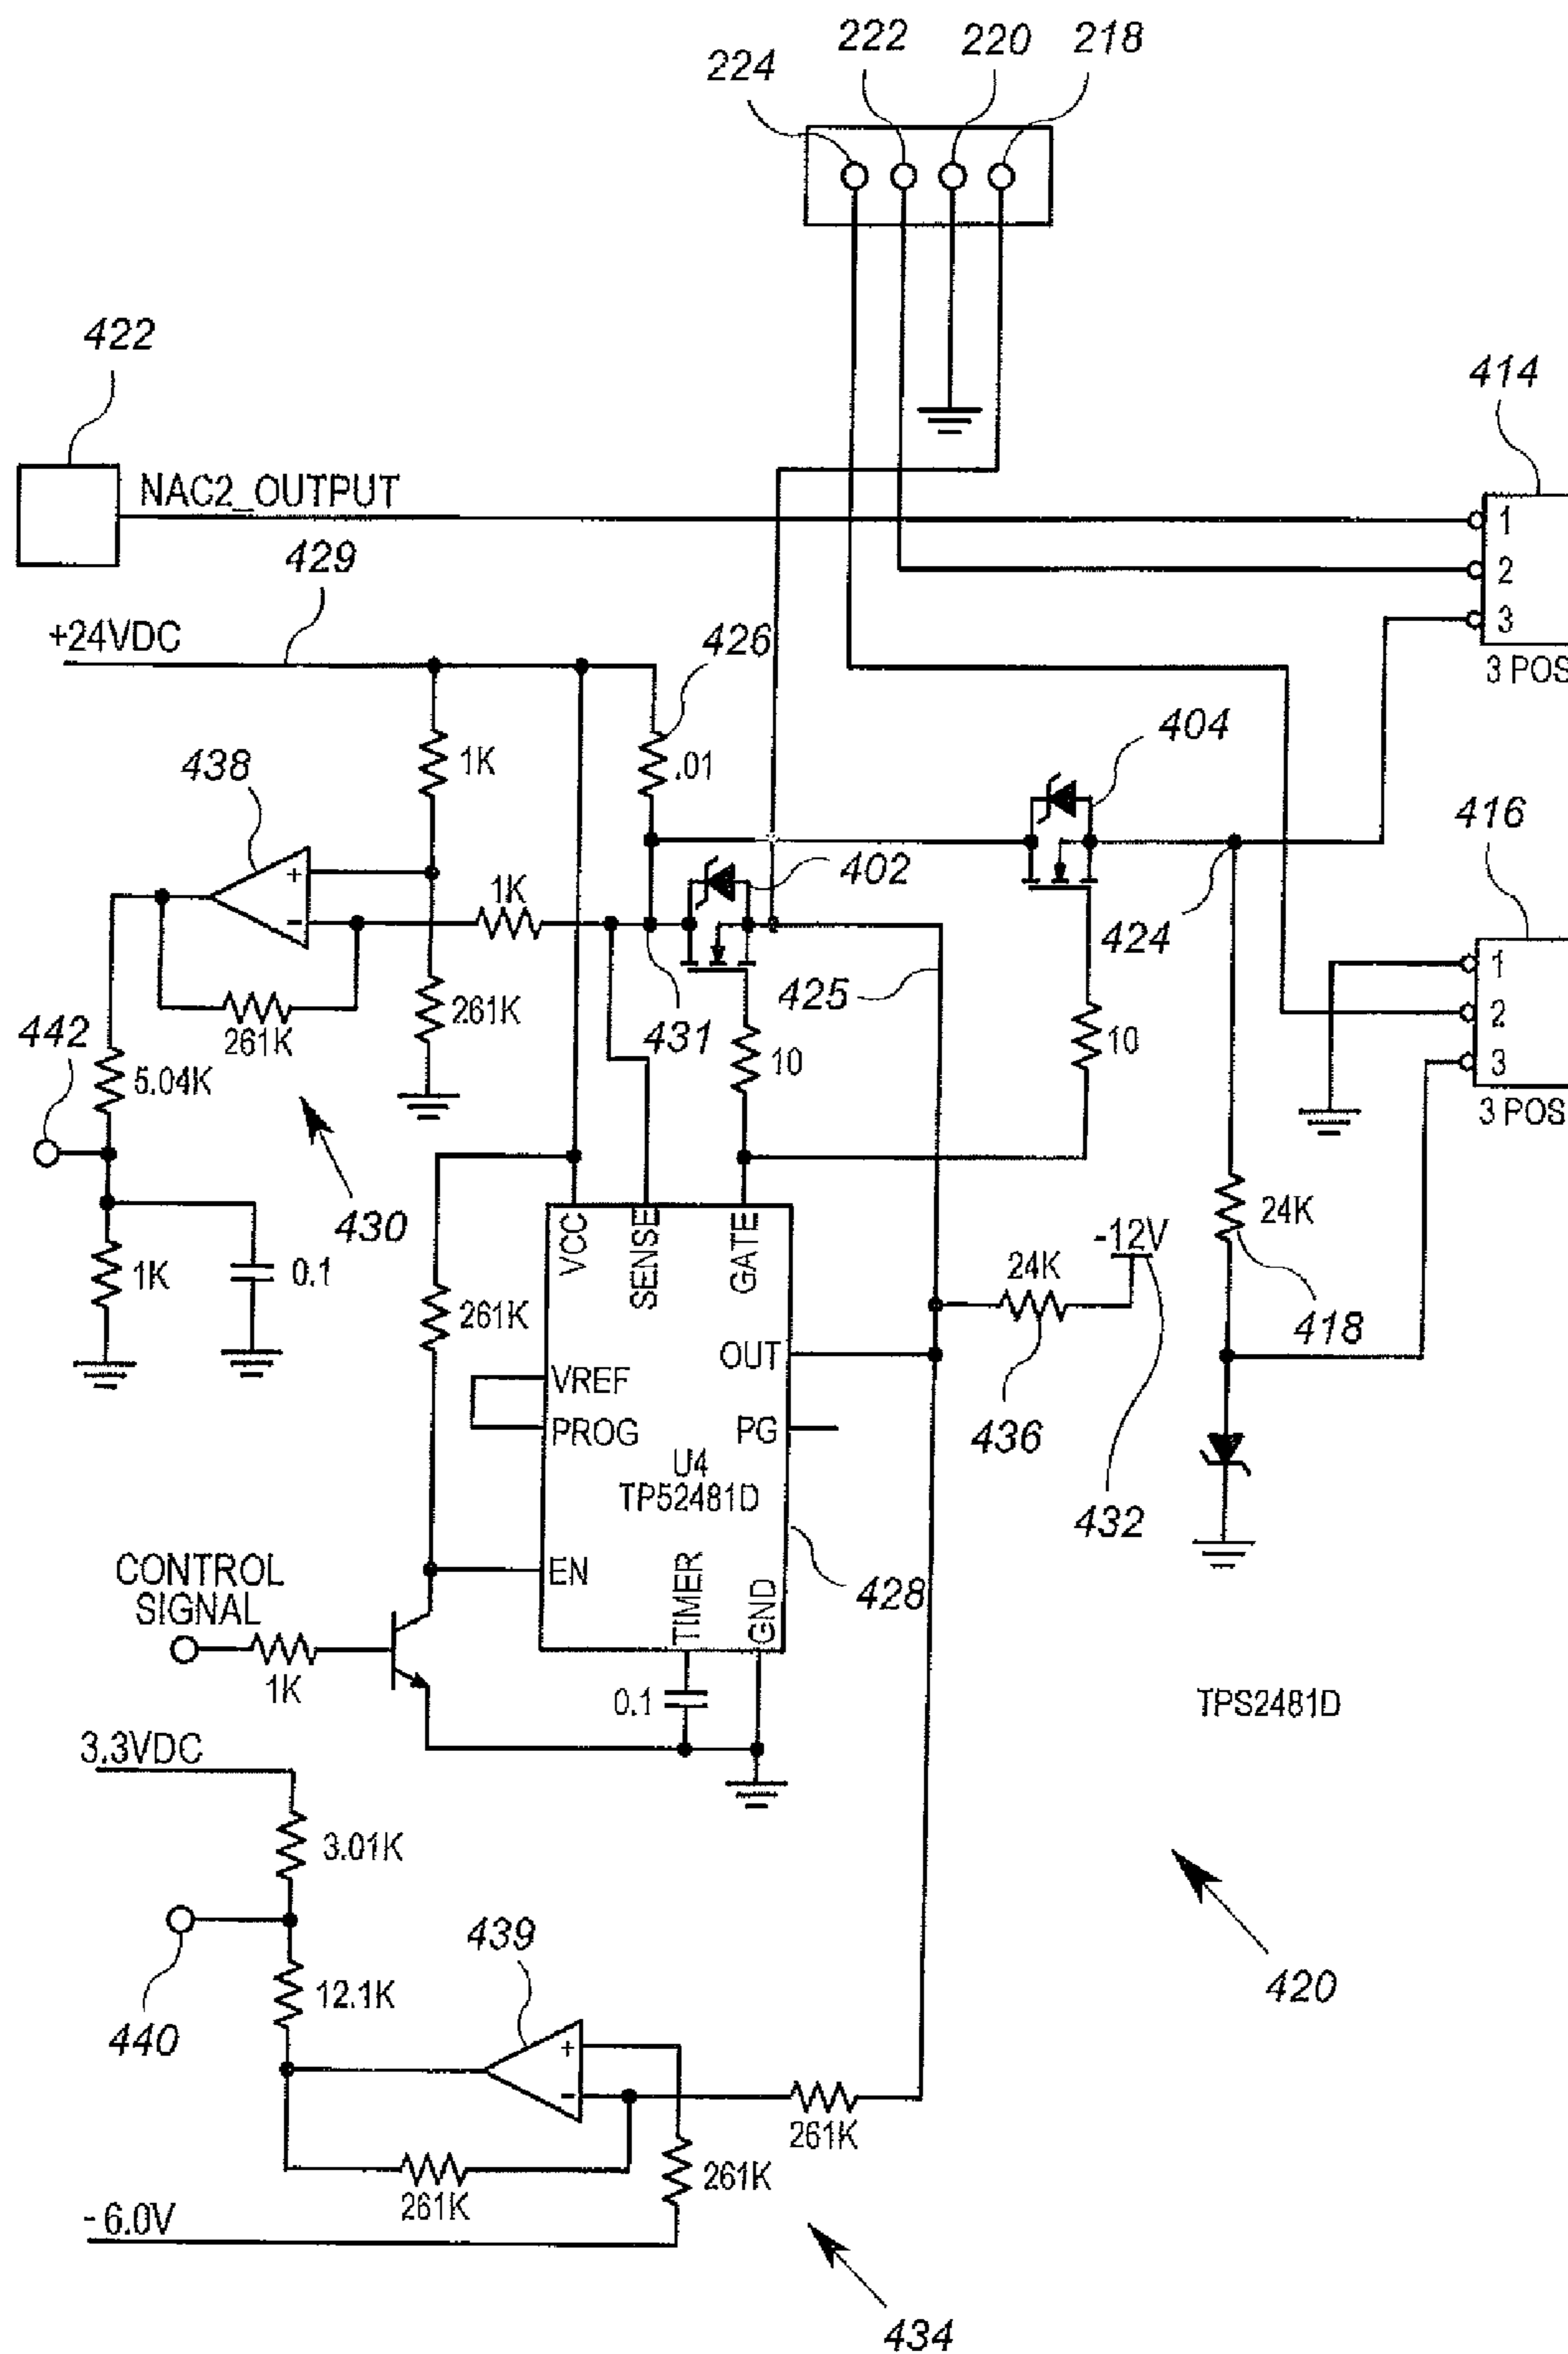 224
222
220
218
422
NAC2_OUTPUT
414
1
2
3
3 POS
429
+24VDC
426
.01
1K
438
+
-
1K
402
404
424
416
1
2
3
3 POS
425
431
10
10
261K
261K
442
5.04K
430
1K
0.1
261K
VCC
SENSE
GATE
OUT
PG
VREF
PROG
U4
TP52481D
EN
TIMER
GND
428
-12V
24K
436
432
24K
418
CONTROL
SIGNAL
1K
0.1
TPS2481D
3.3VDC
3.01K
440
12.1K
439
+
-
261K
261K
261K
-6.0V
420
434